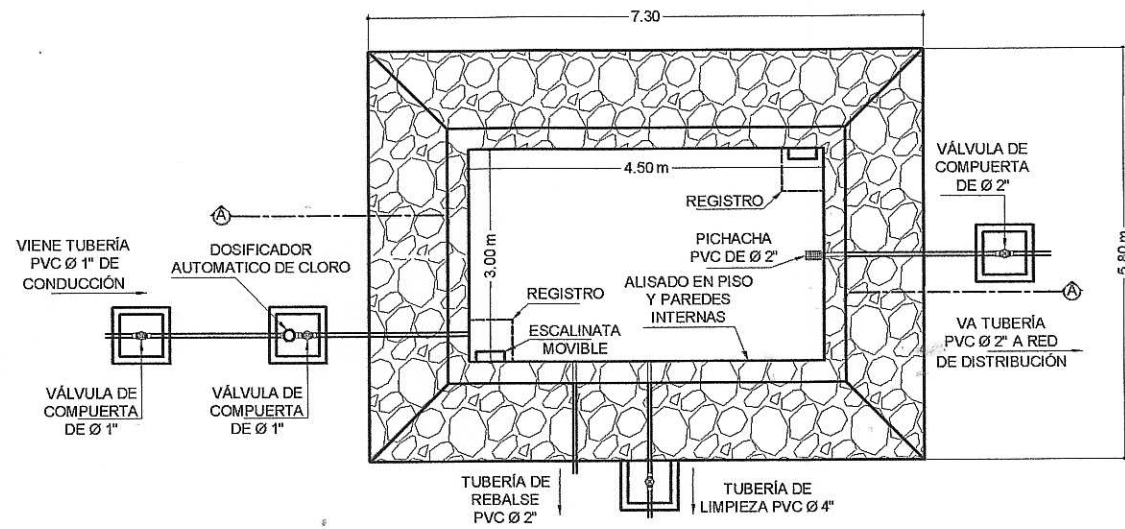 7.30
4.50 m
3.00 m
5.80 m
REGISTRO
VÁLVULA DE
COMPUERTA
DE Ø 2"
A
VIENE TUBERÍA
PVC Ø 1" DE
CONDUCCIÓN
DOSIFICADOR
AUTOMATICO DE CLORO
PICHACHA
PVC DE Ø 2"
ALISADO EN PISO
Y PAREDES
INTERNAS
REGISTRO
ESCALINATA
MOVIBLE
A
VA TUBERÍA
PVC Ø 2" A RED
DE DISTRIBUCIÓN
VÁLVULA DE
COMPUERTA
DE Ø 1"
VÁLVULA DE
COMPUERTA
DE Ø 1"
TUBERÍA DE
REBALSE
PVC Ø 2"
TUBERÍA DE
LIMPIEZA PVC Ø 4"